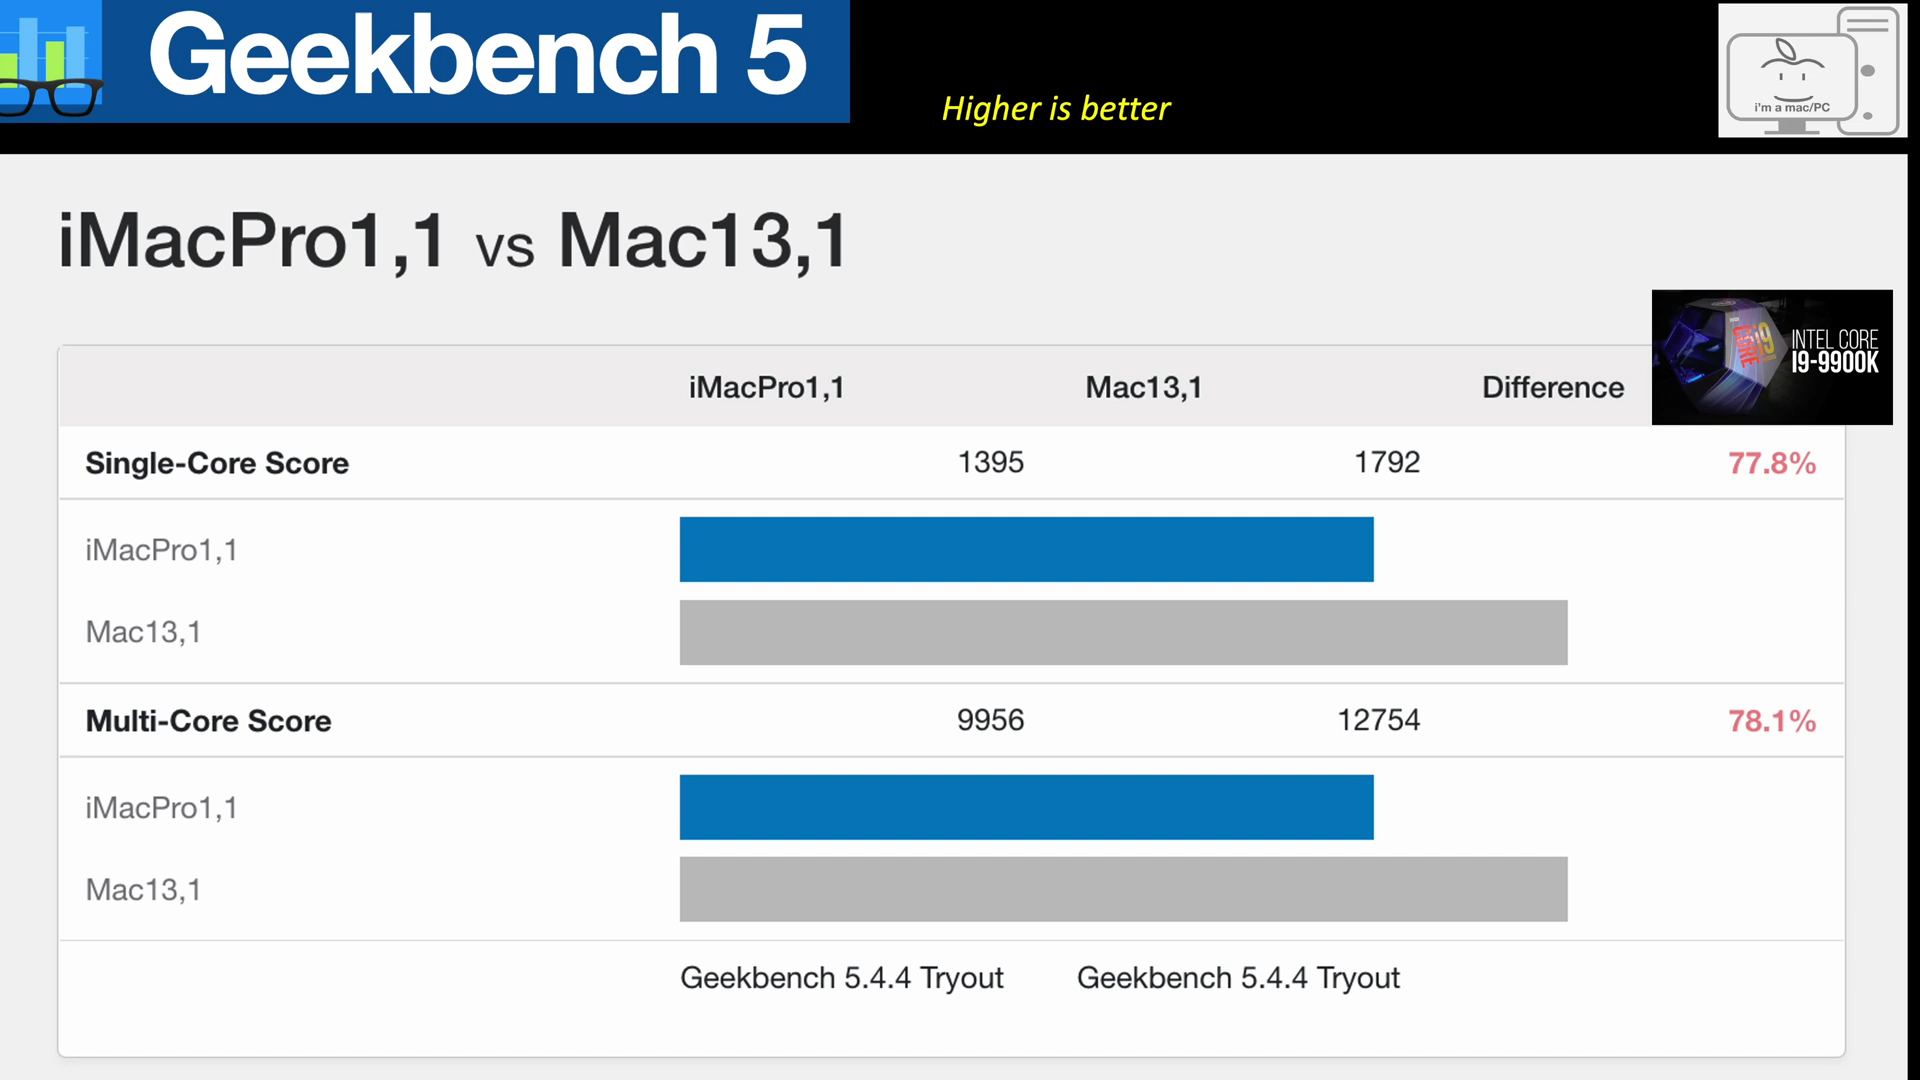 Geekbench 5
Higher is better
i'm a mac/PC
iMacPro1,1 vs Mac13,1
CORE i9
INTEL CORE
I9-9900K
iMacPro1,1 Mac13,1 Difference
Single-Core Score 1395 1792 77.8%
iMacPro1,1
Mac13,1
Multi-Core Score 9956 12754 78.1%
iMacPro1,1
Mac13,1
Geekbench 5.4.4 Tryout Geekbench 5.4.4 Tryout